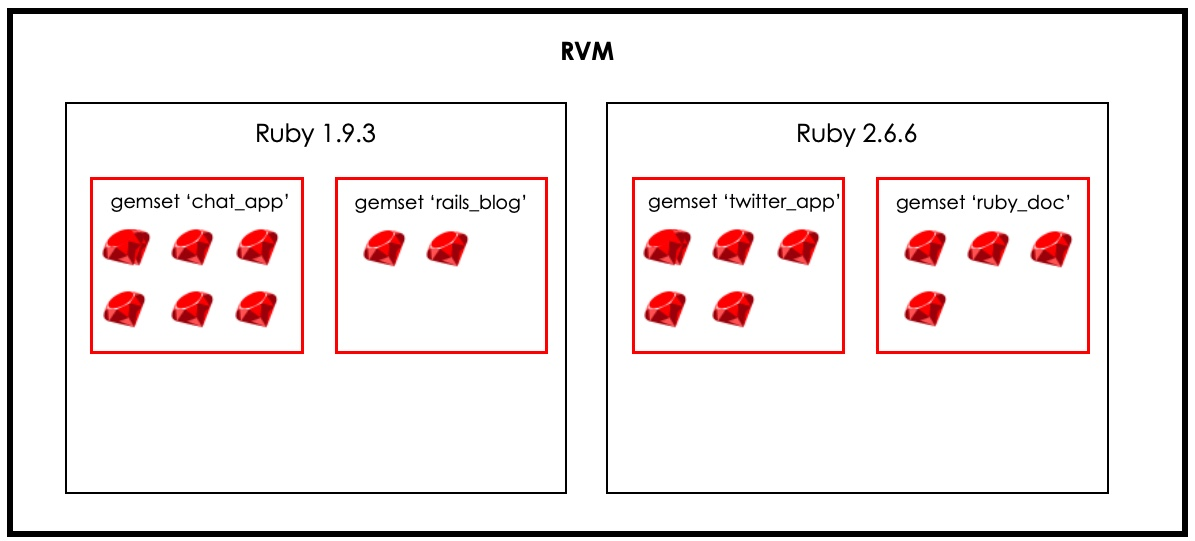 RVM
Ruby 1.9.3
gemset ‘chat_app’
gemset ‘rails_blog’
Ruby 2.6.6
gemset ‘twitter_app’
gemset ‘ruby_doc’